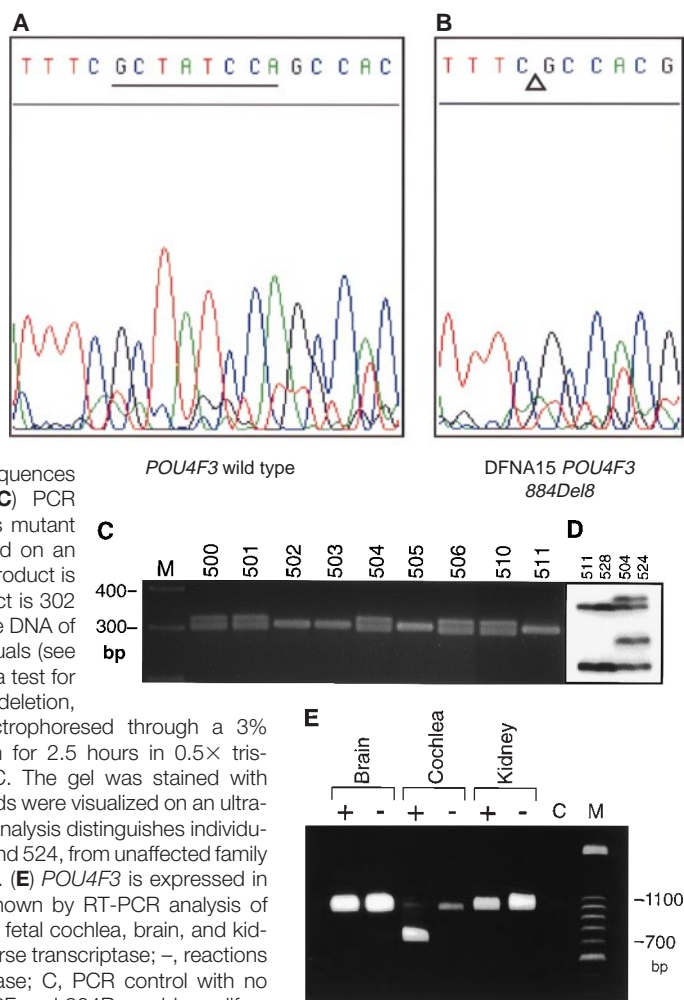 A
B
T T T C G C T A T C C A G C C A C
T T T C G C C A C G
POU4F3 wild type
DFNA15 POU4F3
884Del8
quences
C) PCR
s mutant
d on an
roduct is
ct is 302
e DNA of
uals (see
a test for
deletion,
ctrophoresed through a 3%
n for 2.5 hours in 0.5× tris-
C. The gel was stained with
ds were visualized on an ultra-
analysis distinguishes individu-
nd 524, from unaffected family
. (E) POU4F3 is expressed in
hown by RT-PCR analysis of
fetal cochlea, brain, and kid-
rse transcriptase; –, reactions
ase; C, PCR control with no
C
D
M 500 501 502 503 504 505 506 510 511
511 528 504 524
400–
300–
bp
E
Brain Cochlea Kidney
+ - + - + - C M
–1100
–700
bp